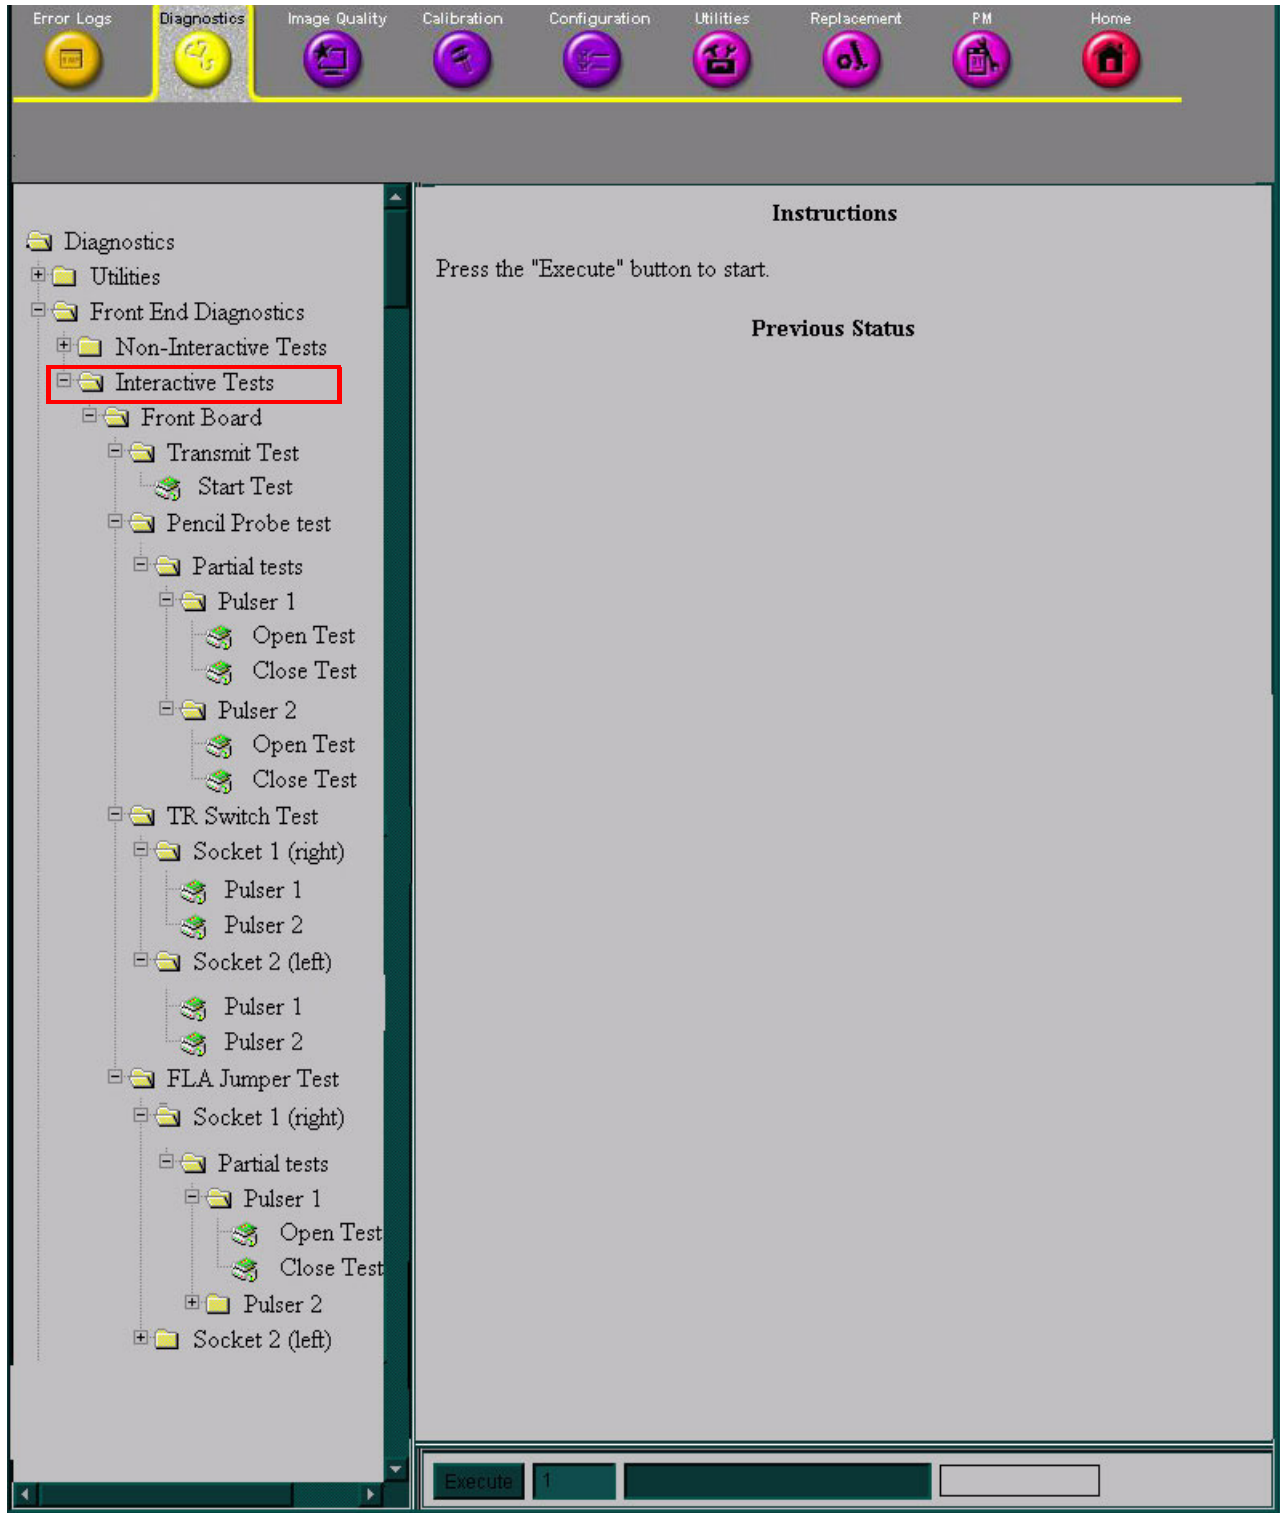 Error Logs Diagnostics Image Quality Calibration Configuration Utilities Replacement PM Home
Diagnostics
Utilities
Front End Diagnostics
Non-Interactive Tests
Interactive Tests
Front Board
Transmit Test
Start Test
Pencil Probe test
Partial tests
Pulser 1
Open Test
Close Test
Pulser 2
Open Test
Close Test
TR Switch Test
Socket 1 (right)
Pulser 1
Pulser 2
Socket 2 (left)
Pulser 1
Pulser 2
FLA Jumper Test
Socket 1 (right)
Partial tests
Pulser 1
Open Test
Close Test
Pulser 2
Socket 2 (left)
Instructions
Press the "Execute" button to start.
Previous Status
Execute 1